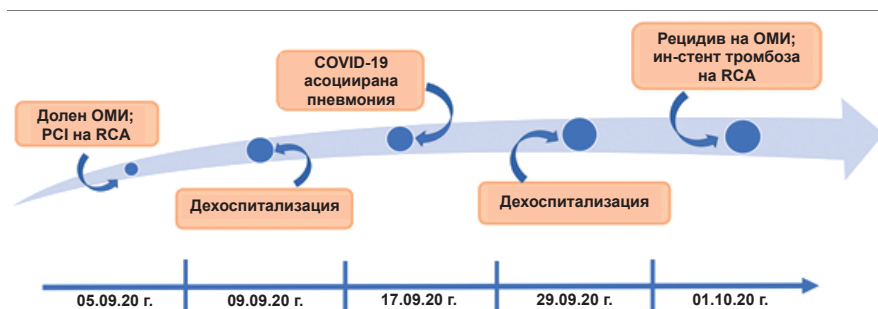 Рецидив на ОМИ;
ин-стент тромбоза
на RCA
COVID-19
асоциирана
пневмония
Долен ОМИ;
PCI на RCA
Дехоспитализация
Дехоспитализация
05.09.20 г.
09.09.20 г.
17.09.20 г.
29.09.20 г.
01.10.20 г.